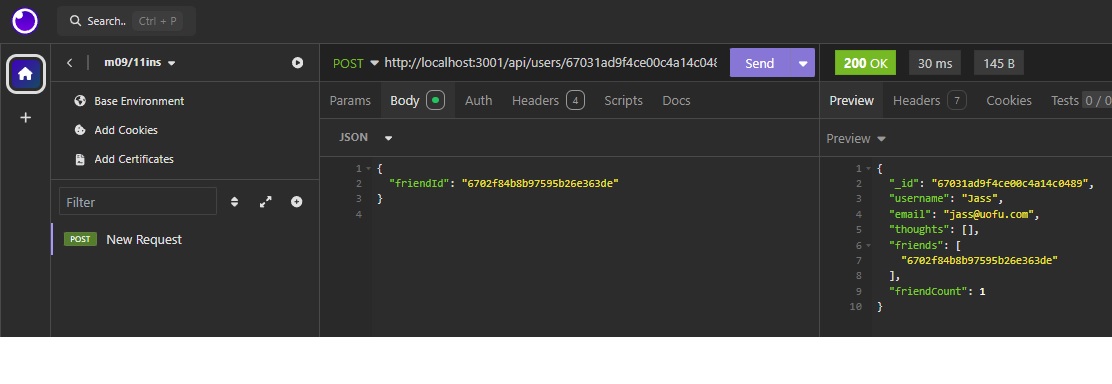 Search.. Ctrl + P
m09/11ins
Base Environment
Add Cookies
Add Certificates
Filter
POST New Request
POST http://localhost:3001/api/users/67031ad9f4ce00c4a14c048 Send
Params Body Auth Headers 4 Scripts Docs
JSON
1 {
2 "friendId": "6702f84b8b97595b26e363de"
3 }
4
200 OK 30 ms 145 B
Preview Headers 7 Cookies Tests 0 / 0
Preview
1 {
2 "_id": "67031ad9f4ce00c4a14c0489",
3 "username": "Jass",
4 "email": "jass@uofu.com",
5 "thoughts": [],
6 "friends": [
7 "6702f84b8b97595b26e363de"
8 ],
9 "friendCount": 1
10 }